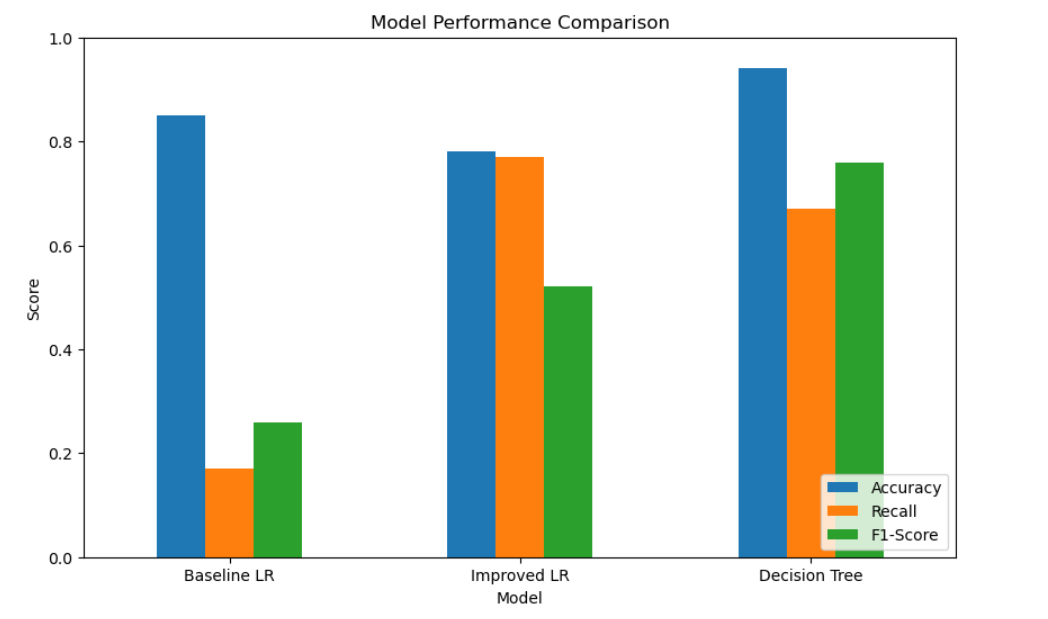 Model Performance Comparison
1.0
0.8
0.6
0.4
0.2
0.0
Score
Accuracy
Recall
F1-Score
Baseline LR
Improved LR
Decision Tree
Model